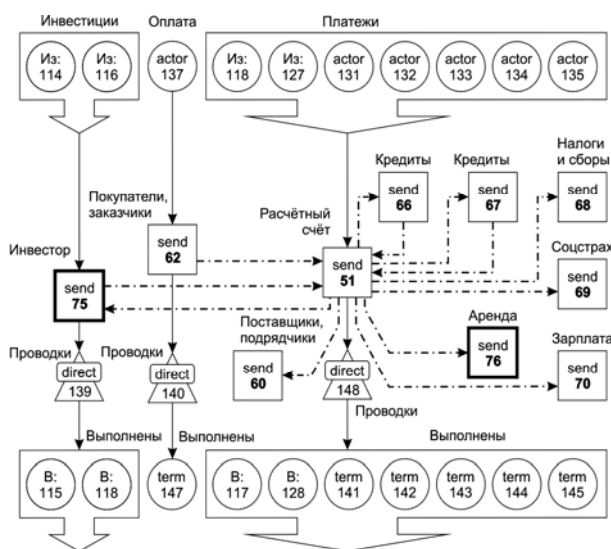 Инвестиции
Оплата
Платежи
Из:
114
Из:
116
actor
137
Из:
118
Из:
127
actor
131
actor
132
actor
133
actor
134
actor
135
Кредиты
Кредиты
Налоги
и сборы
send
66
send
67
send
68
Покупатели,
заказчики
Расчётный
счёт
send
62
send
51
Соцстрах
send
69
Инвестор
send
75
Поставщики,
подрядчики
Аренда
send
76
Зарплата
send
70
send
60
Проводки
direct
139
Проводки
direct
140
direct
148
Проводки
Выполнены
Выполнены
Выполнены
В:
115
В:
118
term
147
В:
117
В:
128
term
141
term
142
term
143
term
144
term
145